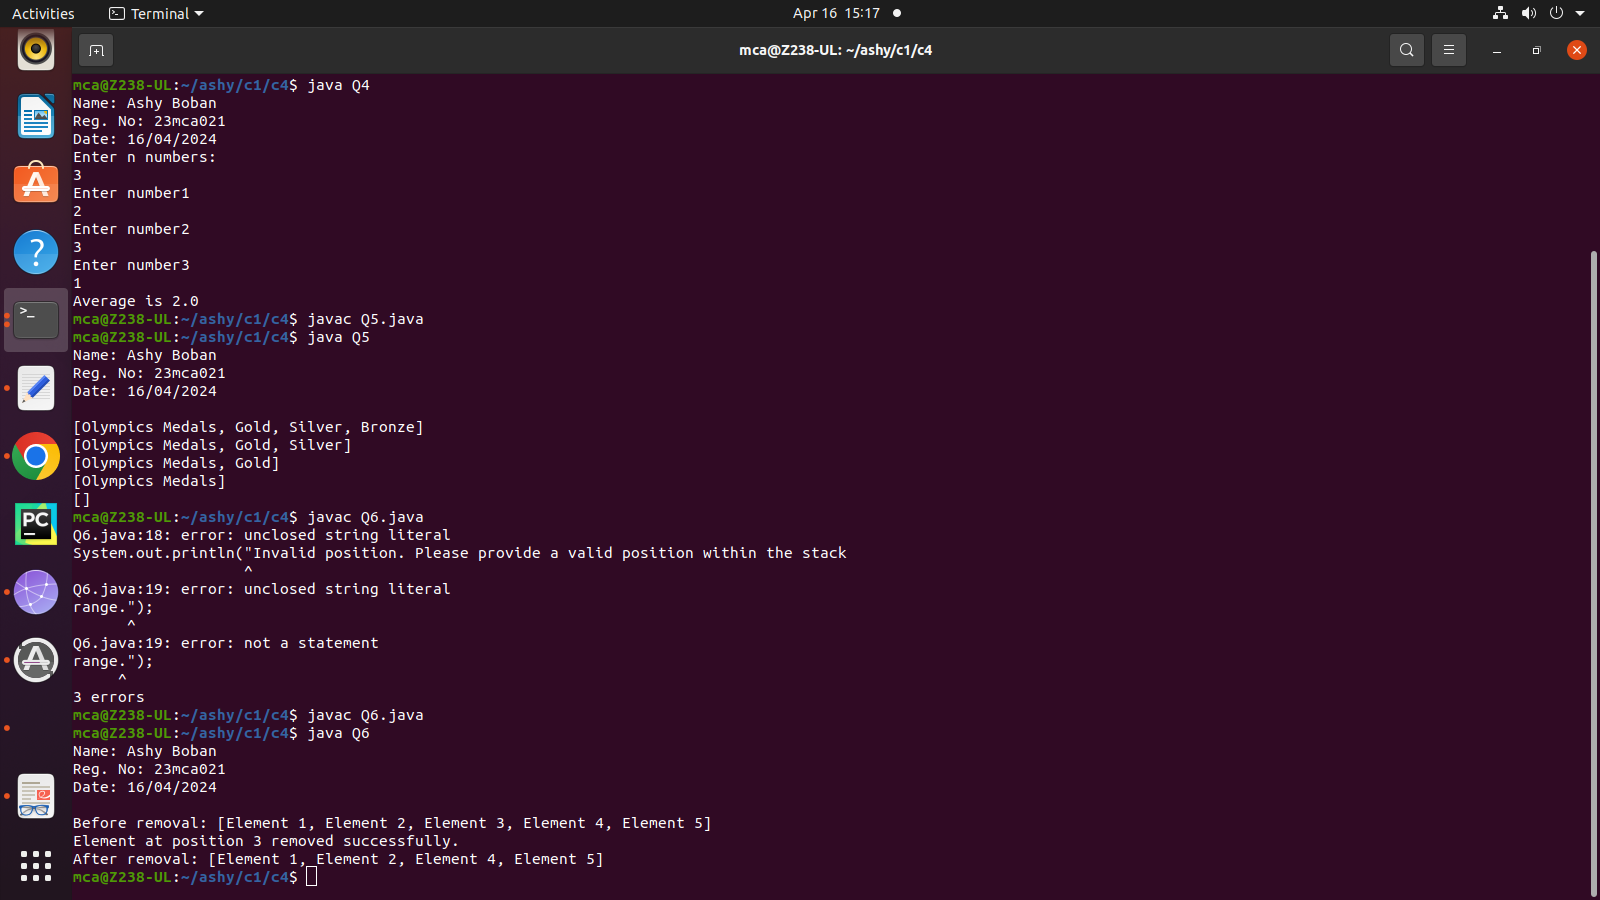 Activities
Terminal
Apr 16 15:17
mca@Z238-UL: ~/ashy/c1/c4
mca@Z238-UL:~/ashy/c1/c4$ java Q4
Name: Ashy Boban
Reg. No: 23mca021
Date: 16/04/2024
Enter n numbers:
3
Enter number1
2
Enter number2
3
Enter number3
1
Average is 2.0
mca@Z238-UL:~/ashy/c1/c4$ javac Q5.java
mca@Z238-UL:~/ashy/c1/c4$ java Q5
Name: Ashy Boban
Reg. No: 23mca021
Date: 16/04/2024
[Olympics Medals, Gold, Silver, Bronze]
[Olympics Medals, Gold, Silver]
[Olympics Medals, Gold]
[Olympics Medals]
[]
mca@Z238-UL:~/ashy/c1/c4$ javac Q6.java
Q6.java:18: error: unclosed string literal
System.out.println("Invalid position. Please provide a valid position within the stack
^
Q6.java:19: error: unclosed string literal
range.");
^
Q6.java:19: error: not a statement
range.");
^
3 errors
mca@Z238-UL:~/ashy/c1/c4$ javac Q6.java
mca@Z238-UL:~/ashy/c1/c4$ java Q6
Name: Ashy Boban
Reg. No: 23mca021
Date: 16/04/2024
Before removal: [Element 1, Element 2, Element 3, Element 4, Element 5]
Element at position 3 removed successfully.
After removal: [Element 1, Element 2, Element 4, Element 5]
mca@Z238-UL:~/ashy/c1/c4$
>_
?
PC